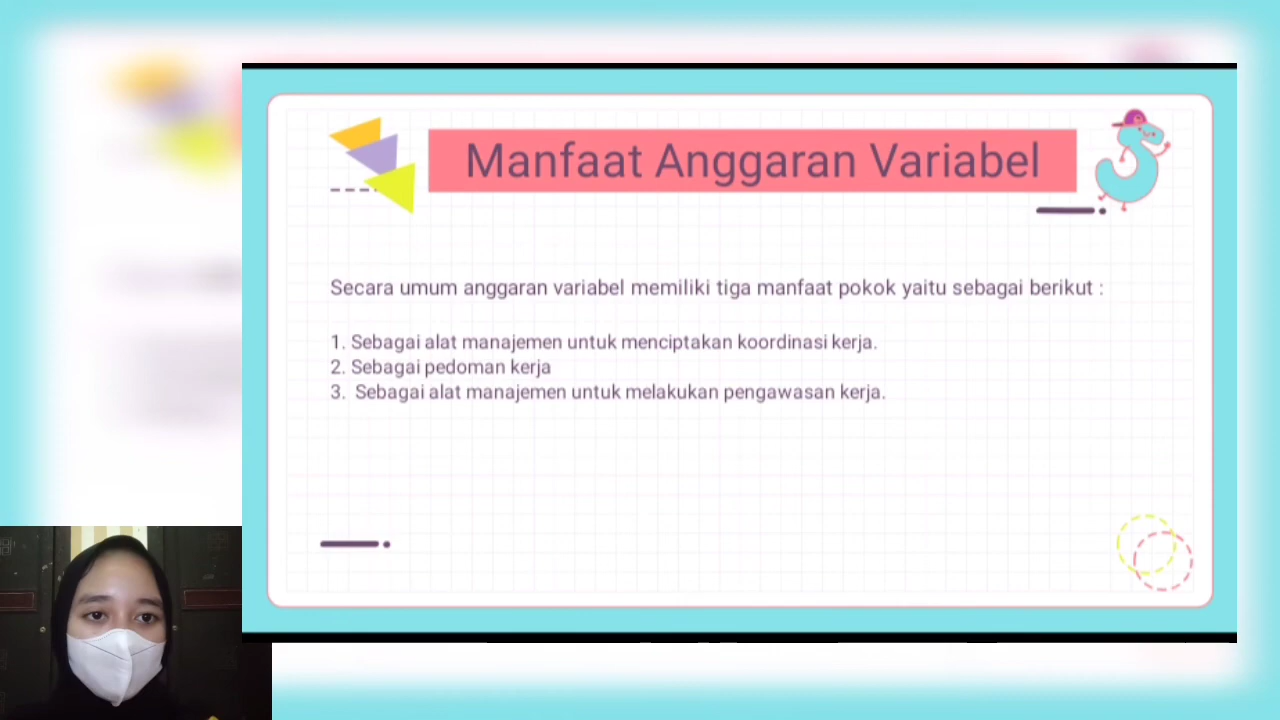 Manfaat Anggaran Variabel
Secara umum anggaran variabel memiliki tiga manfaat pokok yaitu sebagai berikut :
1. Sebagai alat manajemen untuk menciptakan koordinasi kerja.
2. Sebagai pedoman kerja
3. Sebagai alat manajemen untuk melakukan pengawasan kerja.